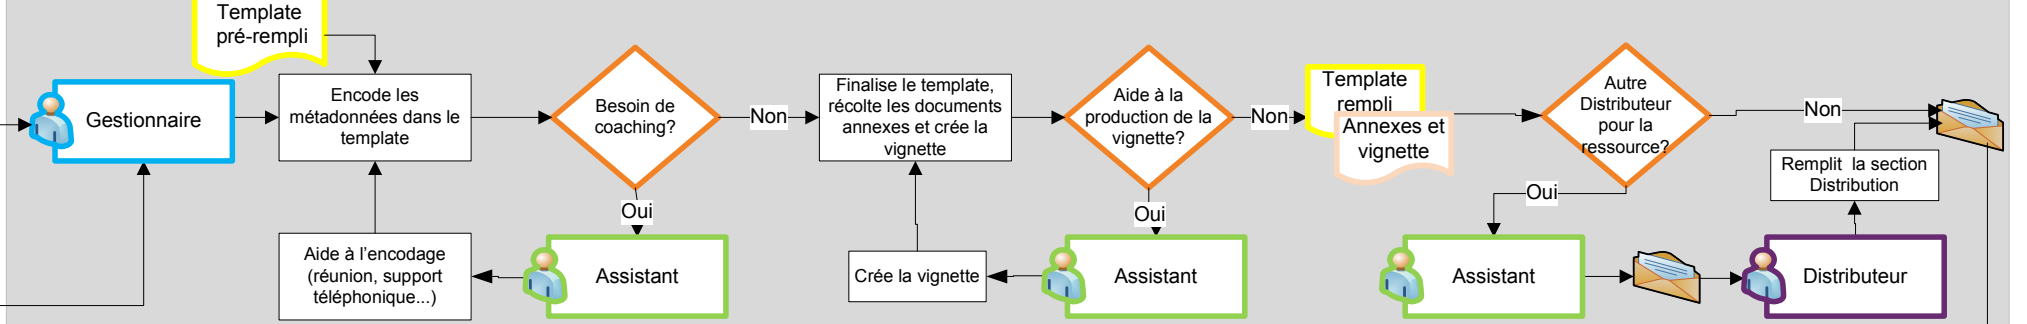 Template
pré-rempli
Gestionnaire
Encode les
métadonnées dans le
template
Besoin de
coaching?
Non
Finalise le template,
récolte les documents
annexes et crée la
vignette
Aide à la
production de la
vignette?
Non
Template
rempli
Annexes et
vignette
Autre
Distributeur
pour la
ressource?
Non
Remplit la section
Distribution
Oui
Oui
Oui
Aide à l'encodage
(réunion, support
téléphonique...)
Assistant
Crée la vignette
Assistant
Assistant
Distributeur